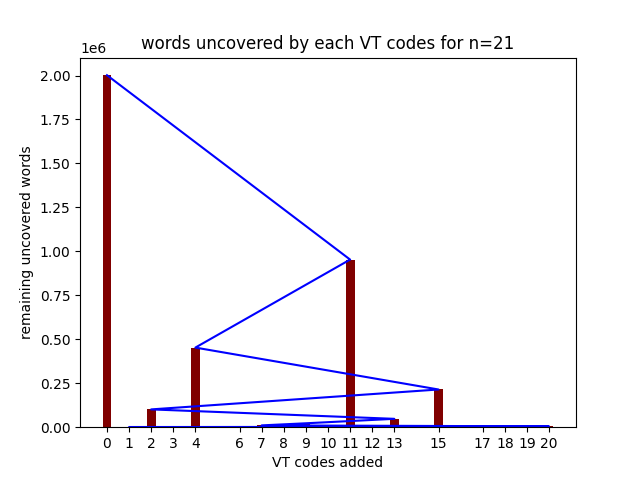 words uncovered by each VT codes for n=21
1e6
2.00
1.75
1.50
1.25
1.00
0.75
0.50
0.25
0.00
remaining uncovered words
0 1 2 3 4 6 7 8 9 10 11 12 13 15 17 18 19 20
VT codes added